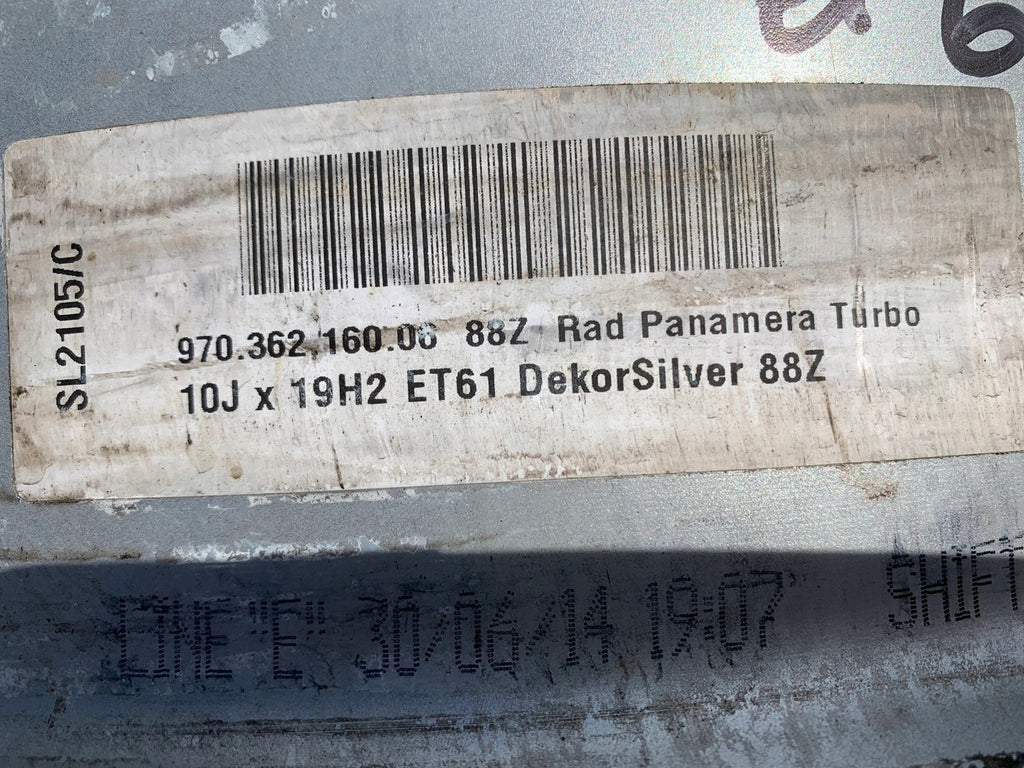 SL2105/C
970.362.160.06 88Z Rad Panamera Turbo
10J x 19H2 ET61 DekorSilver 88Z
LINE "E" 30/06/14 19:07 SHIFT